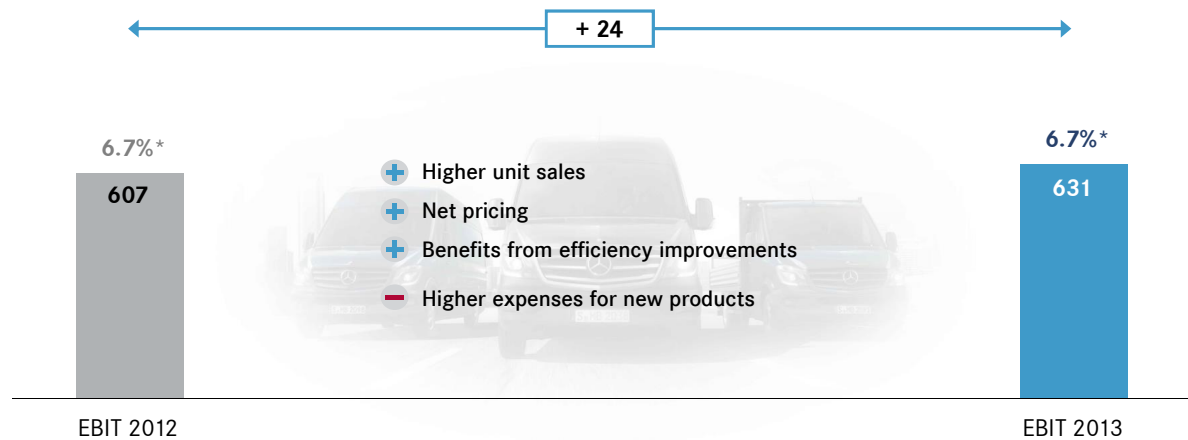 + 24
6.7%*
607
Higher unit sales
Net pricing
Benefits from efficiency improvements
Higher expenses for new products
6.7%*
631
EBIT 2012
EBIT 2013